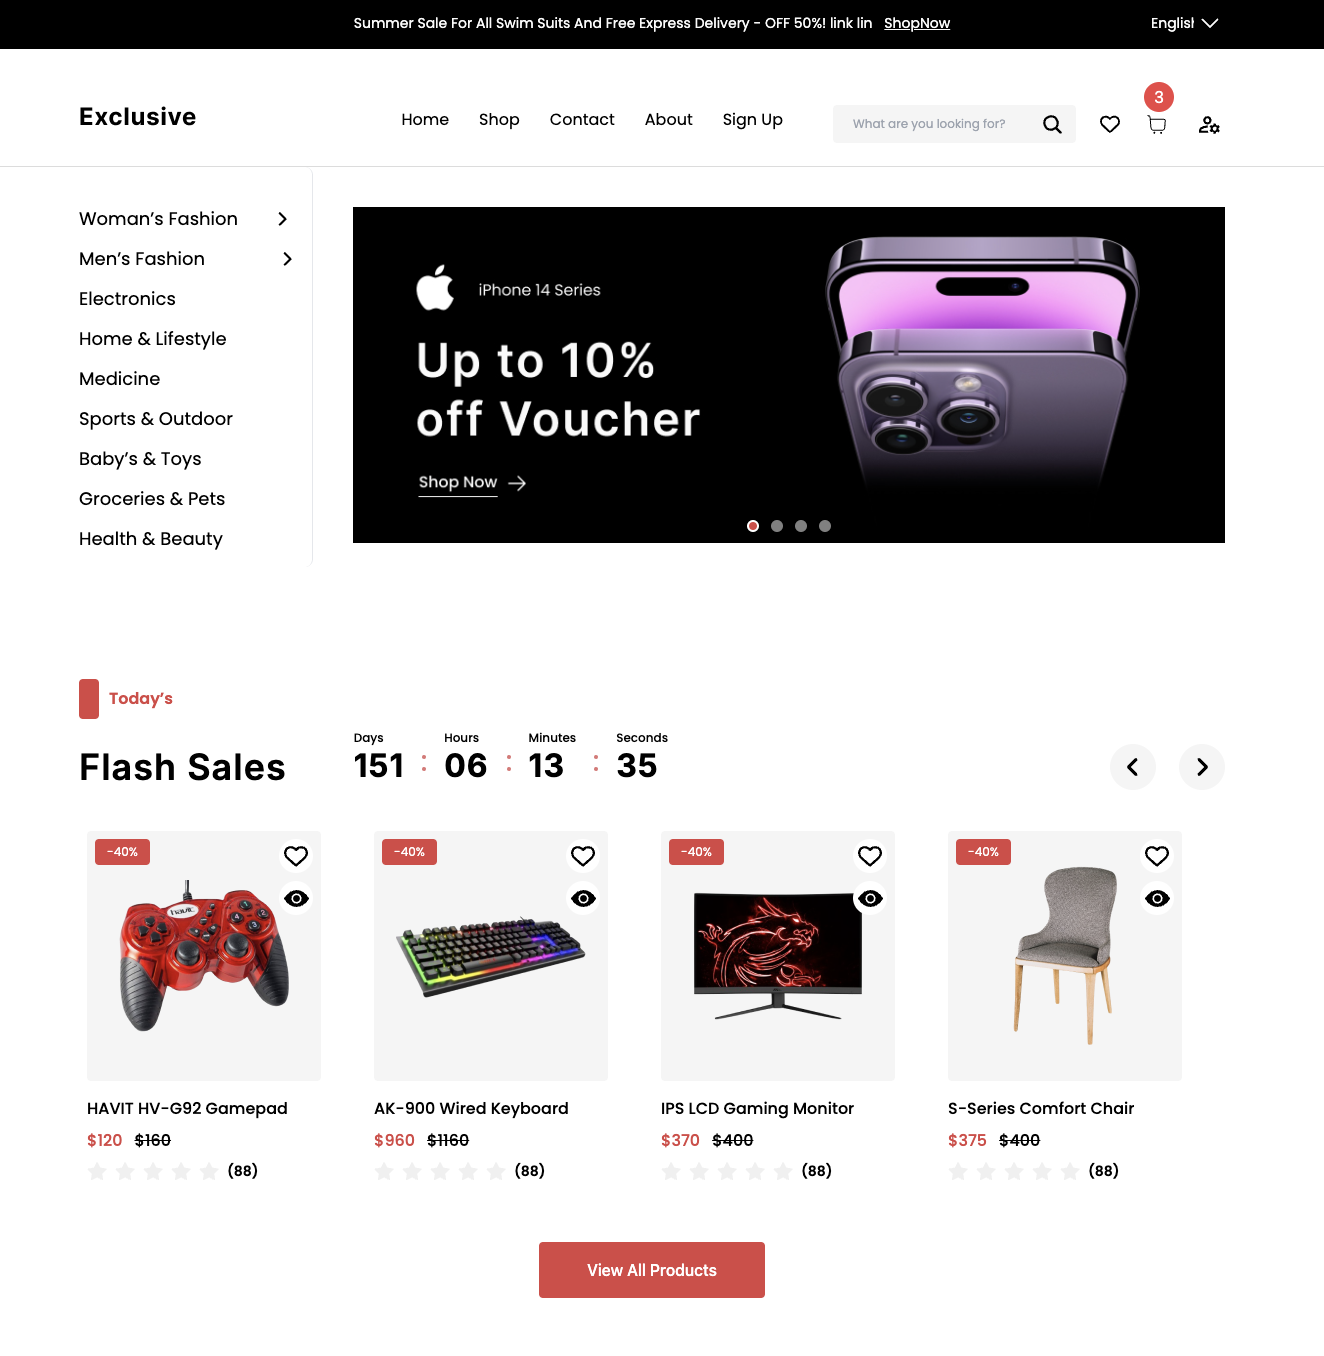 Summer Sale For All Swim Suits And Free Express Delivery - OFF 50%! link lin ShopNow
English
Exclusive
Home Shop Contact About Sign Up
What are you looking for?
3
Woman's Fashion
Men's Fashion
Electronics
Home & Lifestyle
Medicine
Sports & Outdoor
Baby's & Toys
Groceries & Pets
Health & Beauty
iPhone 14 Series
Up to 10%
off Voucher
Shop Now
Today's
Flash Sales
Days Hours Minutes Seconds
151 : 06 : 13 : 35
-40% -40% -40% -40%
havit
HAVIT HV-G92 Gamepad
$120 $160
(88)
AK-900 Wired Keyboard
$960 $1160
(88)
IPS LCD Gaming Monitor
$370 $400
(88)
S-Series Comfort Chair
$375 $400
(88)
View All Products